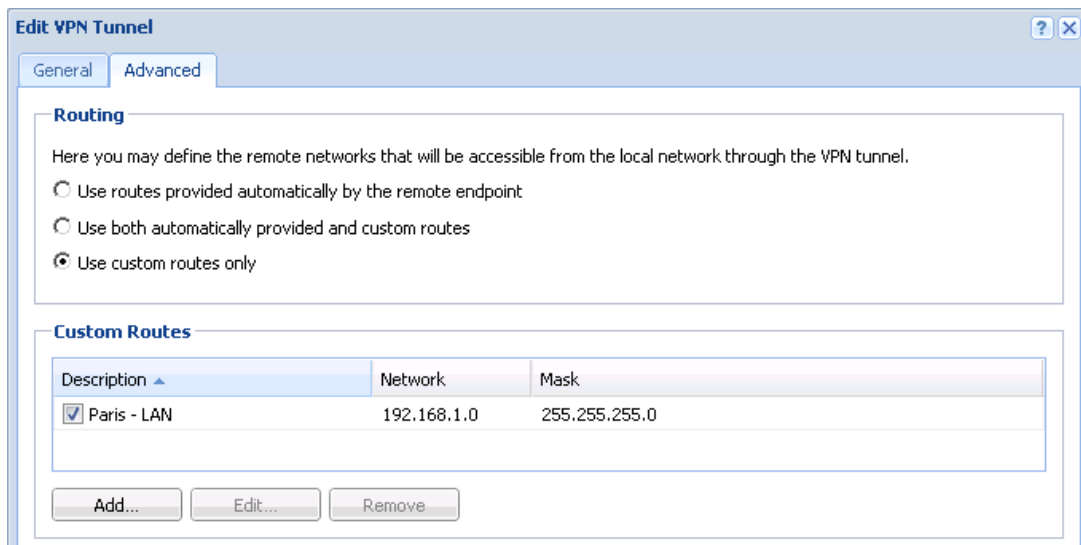 Edit VPN Tunnel
General Advanced
Routing
Here you may define the remote networks that will be accessible from the local network through the VPN tunnel.
Use routes provided automatically by the remote endpoint
Use both automatically provided and custom routes
Use custom routes only
Custom Routes
Description Network Mask
Paris - LAN 192.168.1.0 255.255.255.0
Add... Edit... Remove